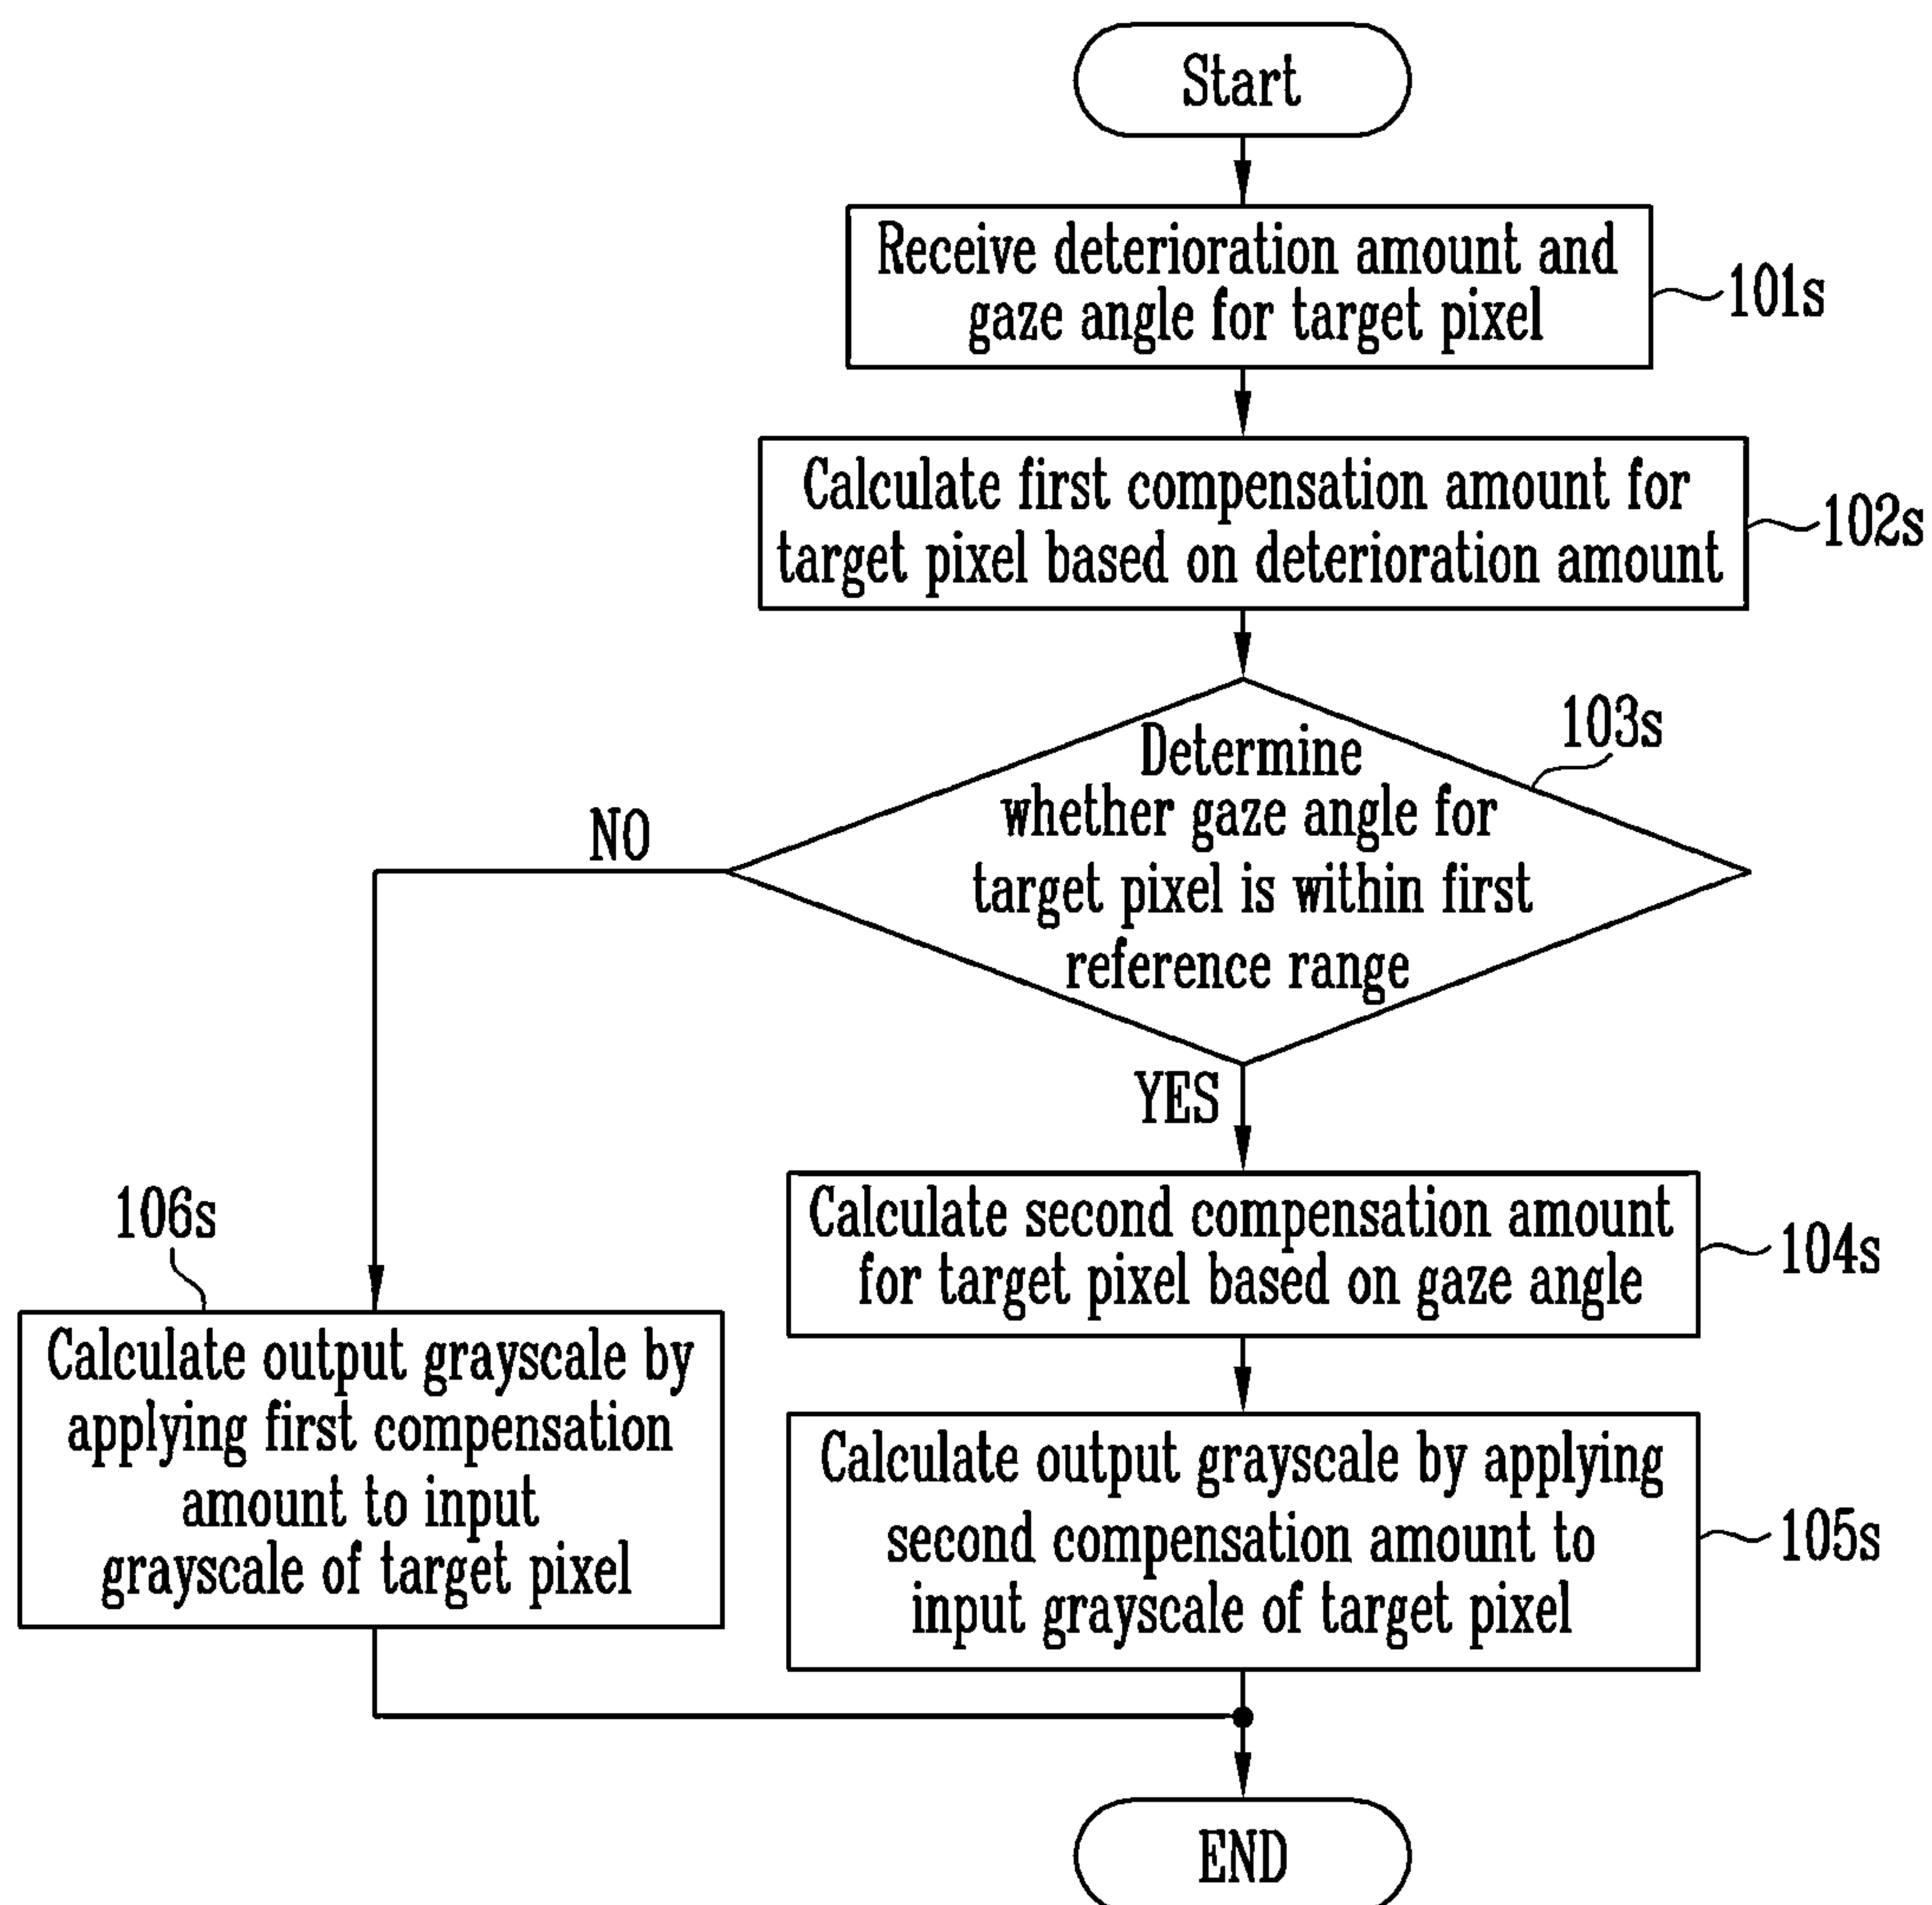 Start
Receive deterioration amount and
gaze angle for target pixel
101s
Calculate first compensation amount for
target pixel based on deterioration amount
102s
103s
Determine
whether gaze angle for
target pixel is within first
reference range
NO
YES
106s
Calculate second compensation amount
for target pixel based on gaze angle
104s
Calculate output grayscale by
applying first compensation
amount to input
grayscale of target pixel
Calculate output grayscale by applying
second compensation amount to
input grayscale of target pixel
105s
END